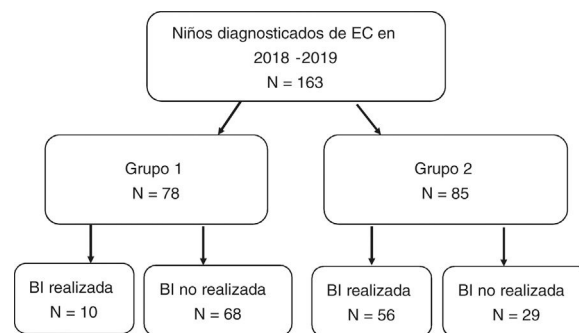 Niños diagnosticados de EC en
2018 -2019
N = 163
Grupo 1
N = 78
Grupo 2
N = 85
BI realizada
N = 10
BI no realizada
N = 68
BI realizada
N = 56
BI no realizada
N = 29